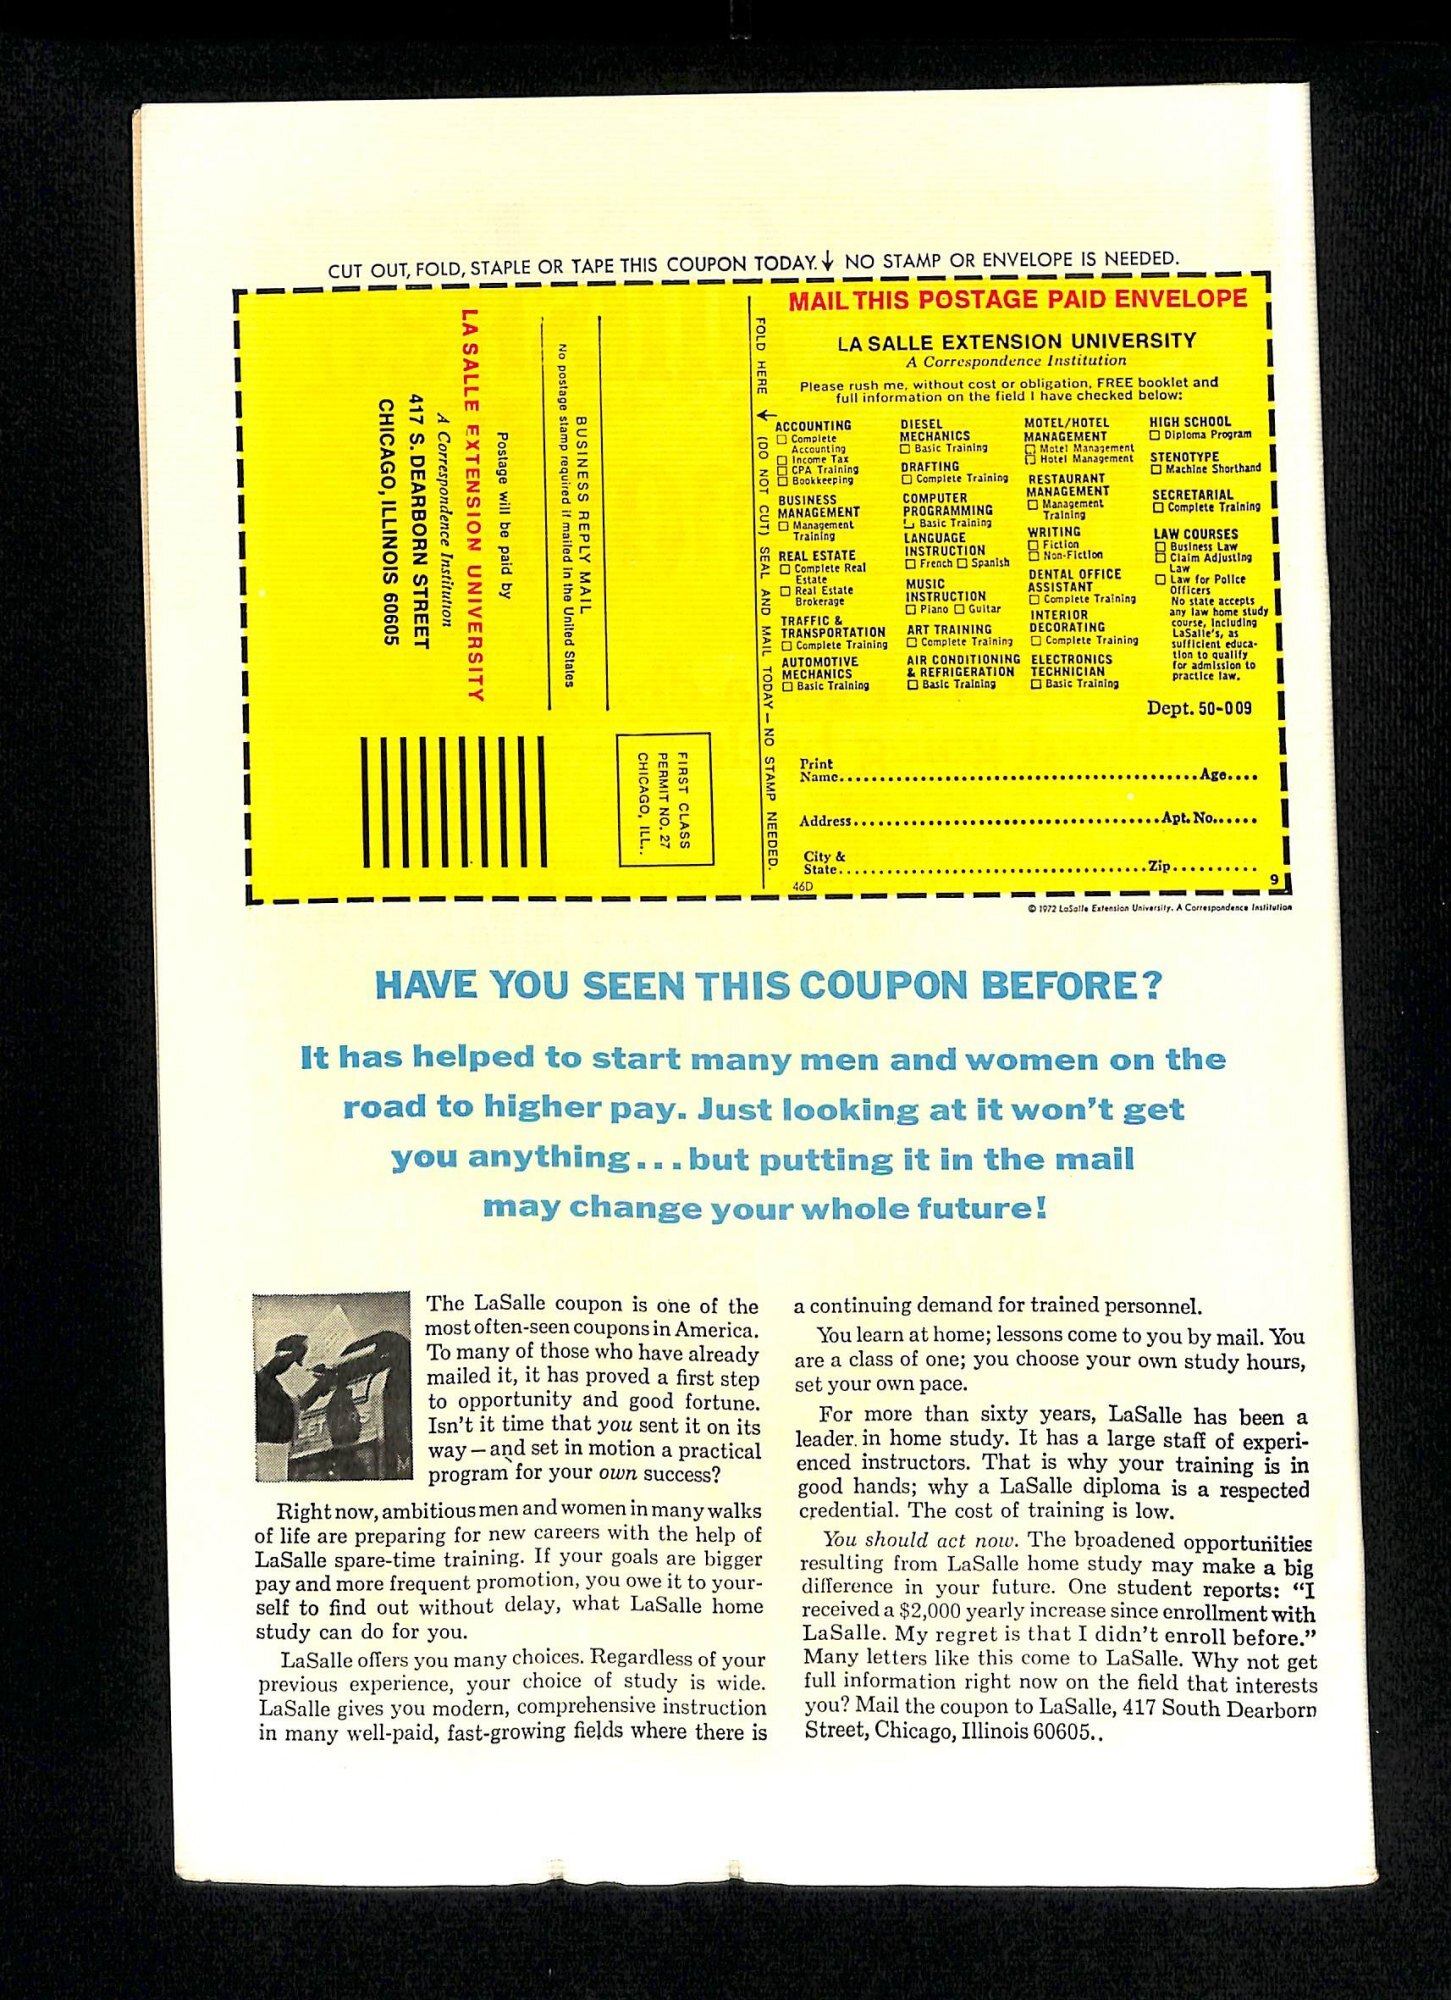 CUT OUT, FOLD, STAPLE OR TAPE THIS COUPON TODAY. ↓ NO STAMP OR ENVELOPE IS NEEDED.
LA SALLE EXTENSION UNIVERSITY
A Correspondence Institution
417 S. DEARBORN STREET
CHICAGO, ILLINOIS 60605
Postage will be paid by
No postage stamp required if mailed in the United States
BUSINESS REPLY MAIL
FIRST CLASS
PERMIT NO. 27
CHICAGO, ILL..
FOLD HERE ↓ (DO NOT CUT) SEAL AND MAIL TODAY — NO STAMP NEEDED.
MAIL THIS POSTAGE PAID ENVELOPE
LA SALLE EXTENSION UNIVERSITY
A Correspondence Institution
Please rush me, without cost or obligation, FREE booklet and
full information on the field I have checked below:
ACCOUNTING
☐ Complete
Accounting
☐ Income Tax
☐ CPA Training
☐ Bookkeeping
BUSINESS
MANAGEMENT
☐ Management
Training
REAL ESTATE
☐ Complete Real
Estate
☐ Real Estate
Brokerage
TRAFFIC &
TRANSPORTATION
☐ Complete Training
AUTOMOTIVE
MECHANICS
☐ Basic Training
DIESEL
MECHANICS
☐ Basic Training
DRAFTING
☐ Complete Training
COMPUTER
PROGRAMMING
☐ Basic Training
LANGUAGE
INSTRUCTION
☐ French ☐ Spanish
MUSIC
INSTRUCTION
☐ Piano ☐ Guitar
ART TRAINING
☐ Complete Training
AIR CONDITIONING
& REFRIGERATION
☐ Basic Training
MOTEL/HOTEL
MANAGEMENT
☐ Motel Management
☐ Hotel Management
RESTAURANT
MANAGEMENT
☐ Management
Training
WRITING
☐ Fiction
☐ Non-Fiction
DENTAL OFFICE
ASSISTANT
☐ Complete Training
INTERIOR
DECORATING
☐ Complete Training
ELECTRONICS
TECHNICIAN
☐ Basic Training
HIGH SCHOOL
☐ Diploma Program
STENOTYPE
☐ Machine Shorthand
SECRETARIAL
☐ Complete Training
LAW COURSES
☐ Business Law
☐ Claim Adjusting
Law
☐ Law for Police
Officers
No state accepts
any law home study
course, including
LaSalle's, as
sufficient educa-
tion to qualify
for admission to
practice law.
Dept. 50-009
Print
Name.......... Age....
Address.......... Apt. No......
City &
State.......... Zip..........
46D
9
© 1972 LaSalle Extension University. A Correspondence Institution
HAVE YOU SEEN THIS COUPON BEFORE?
It has helped to start many men and women on the
road to higher pay. Just looking at it won't get
you anything...but putting it in the mail
may change your whole future!
The LaSalle coupon is one of the
most often-seen coupons in America.
To many of those who have already
mailed it, it has proved a first step
to opportunity and good fortune.
Isn't it time that you sent it on its
way—and set in motion a practical
program for your own success?
Right now, ambitious men and women in many walks
of life are preparing for new careers with the help of
LaSalle spare-time training. If your goals are bigger
pay and more frequent promotion, you owe it to your-
self to find out without delay, what LaSalle home
study can do for you.
LaSalle offers you many choices. Regardless of your
previous experience, your choice of study is wide.
LaSalle gives you modern, comprehensive instruction
in many well-paid, fast-growing fields where there is
a continuing demand for trained personnel.
You learn at home; lessons come to you by mail. You
are a class of one; you choose your own study hours,
set your own pace.
For more than sixty years, LaSalle has been a
leader in home study. It has a large staff of experi-
enced instructors. That is why your training is in
good hands; why a LaSalle diploma is a respected
credential. The cost of training is low.
You should act now. The broadened opportunities
resulting from LaSalle home study may make a big
difference in your future. One student reports: “I
received a $2,000 yearly increase since enrollment with
LaSalle. My regret is that I didn't enroll before.”
Many letters like this come to LaSalle. Why not get
full information right now on the field that interests
you? Mail the coupon to LaSalle, 417 South Dearborn
Street, Chicago, Illinois 60605..